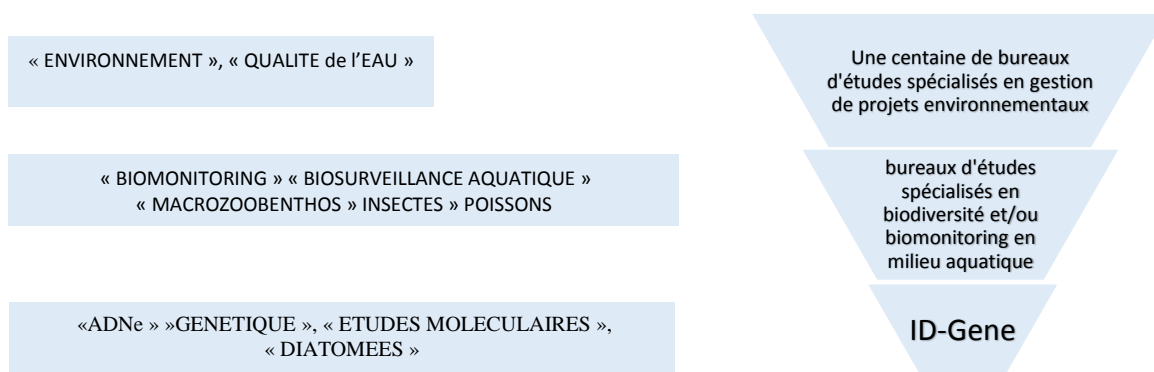 « ENVIRONNEMENT », « QUALITE de l’EAU »
Une centaine de bureaux
d'études spécialisés en gestion
de projets environnementaux
« BIOMONITORING » « BIOSURVEILLANCE AQUATIQUE »
« MACROZOOBENTHOS » INSECTES » POISSONS
bureaux d'études
spécialisés en
biodiversité et/ou
biomonitoring en
milieu aquatique
«ADNe » »GENETIQUE », « ETUDES MOLECULAIRES »,
« DIATOMEES »
ID-Gene